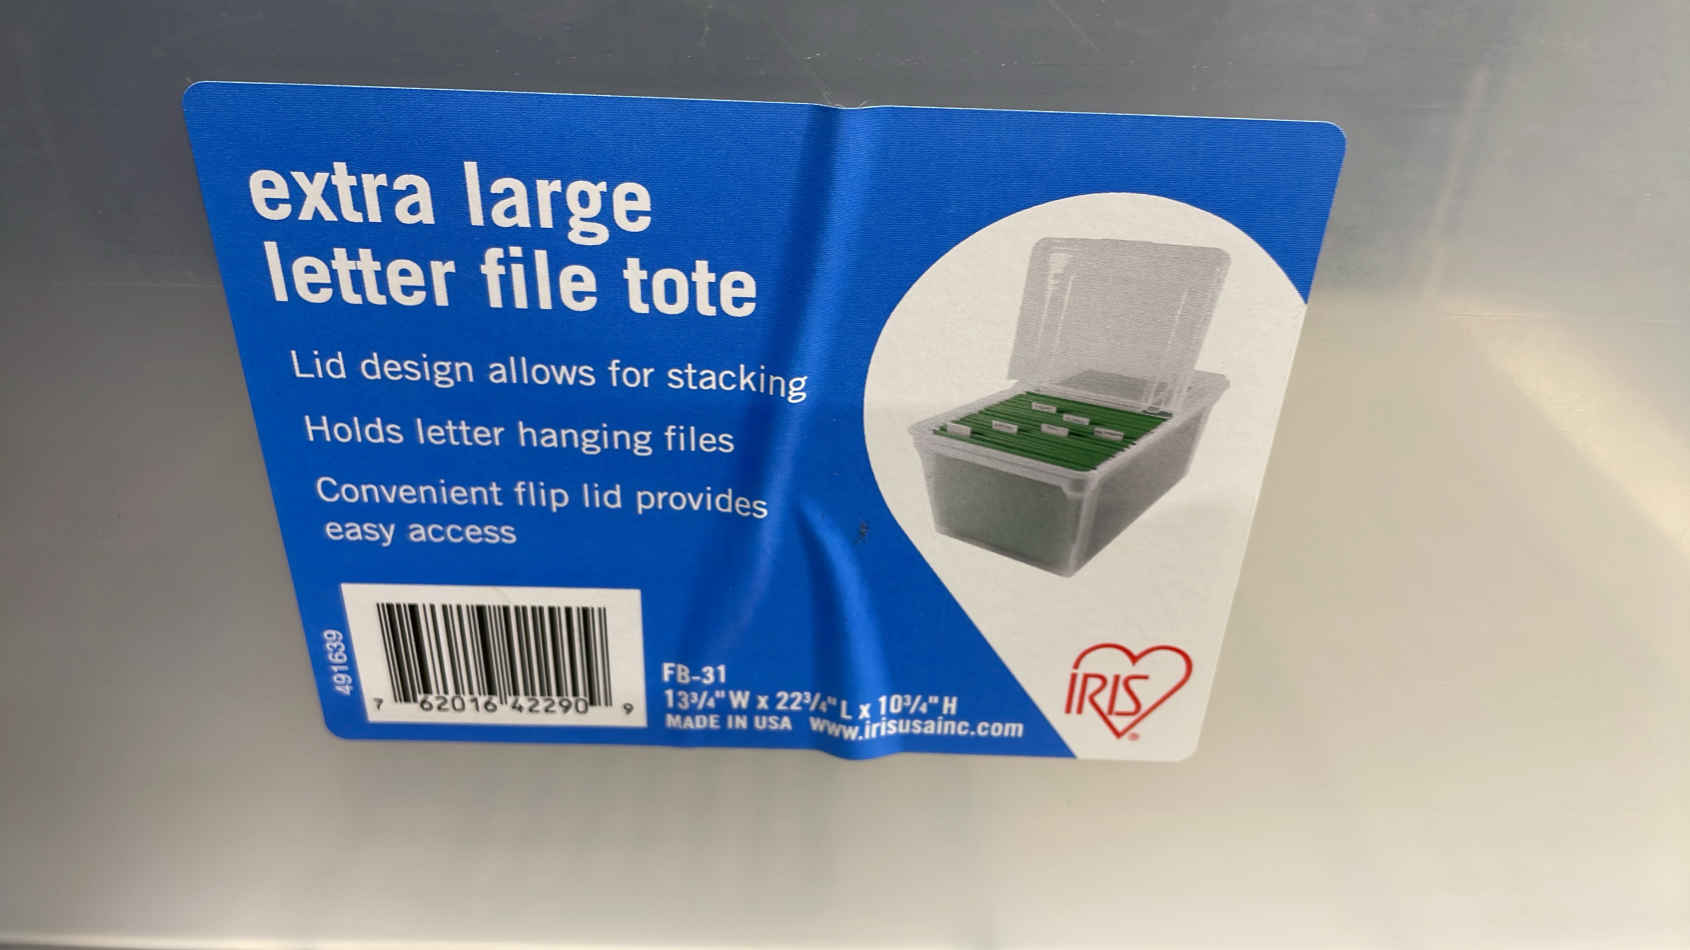 extra large
letter file tote
Lid design allows for stacking
Holds letter hanging files
Convenient flip lid provides
easy access
491639
7 62016 42290 9
FB-31
13¾" W x 22¾" L x 10¾" H
MADE IN USA www.irisusainc.com
IRIS®